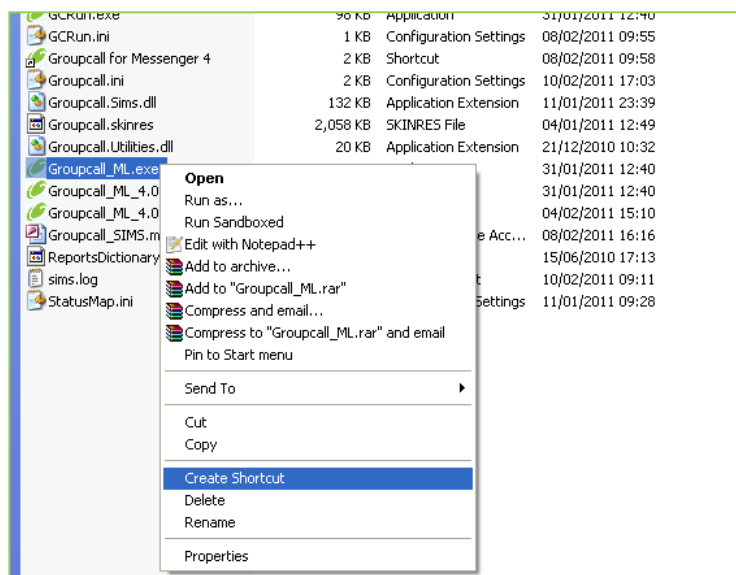 GCRun.exe 98 KB Application 31/01/2011 12:40
GCRun.ini 1 KB Configuration Settings 08/02/2011 09:55
Groupcall for Messenger 4 2 KB Shortcut 08/02/2011 09:58
Groupcall.ini 2 KB Configuration Settings 10/02/2011 17:03
Groupcall.Sims.dll 132 KB Application Extension 11/01/2011 23:39
Groupcall.skinres 2,058 KB SKINRES File 04/01/2011 12:49
Groupcall.Utilities.dll 20 KB Application Extension 21/12/2010 10:32
Groupcall_ML.exe 31/01/2011 12:40
Groupcall_ML_4.0 31/01/2011 12:40
Groupcall_ML_4.0 04/02/2011 15:10
Groupcall_SIMS.m e Acc... 08/02/2011 16:16
ReportsDictionary 15/06/2010 17:13
sims.log t 10/02/2011 09:11
StatusMap.ini Settings 11/01/2011 09:28
Open
Run as...
Run Sandboxed
Edit with Notepad++
Add to archive...
Add to "Groupcall_ML.rar"
Compress and email...
Compress to "Groupcall_ML.rar" and email
Pin to Start menu
Send To
Cut
Copy
Create Shortcut
Delete
Rename
Properties